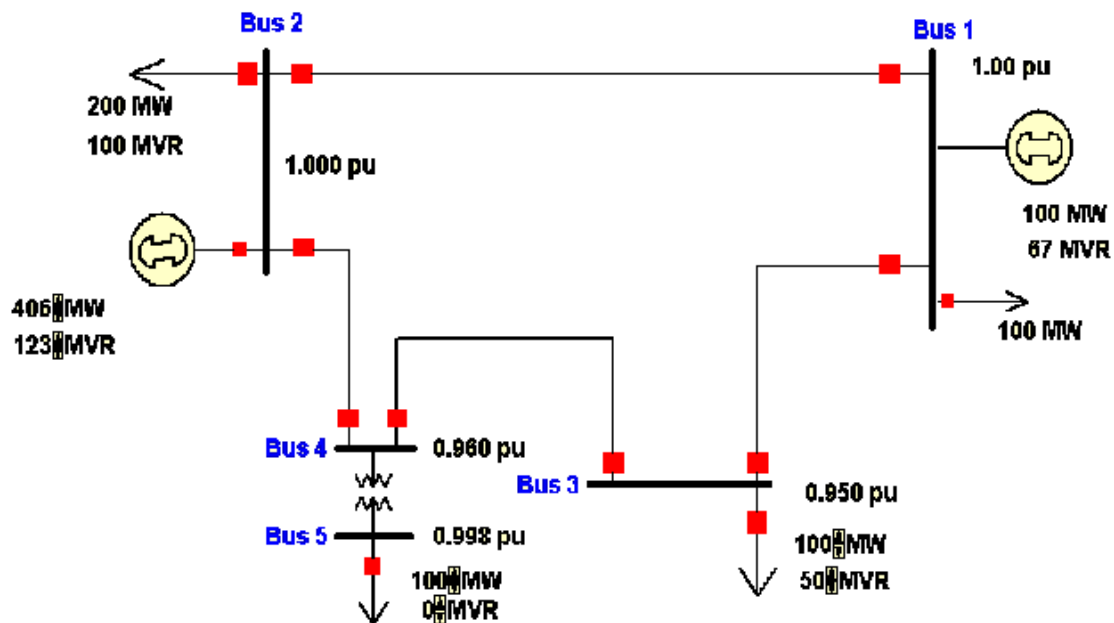 Bus 2
Bus 1
1.00 pu
200 MW
100 MVR
1.000 pu
100 MW
67 MVR
406 MW
123 MVR
100 MW
Bus 4
0.960 pu
Bus 3
0.950 pu
Bus 5
0.998 pu
100 MW
50 MVR
100 MW
0 MVR